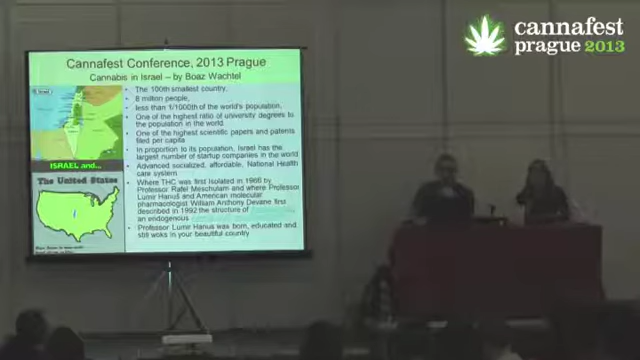 cannafest
prague 2013
Cannafest Conference, 2013 Prague
Cannabis in Israel – by Boaz Wachtel
ISRAEL and...
The United States
• The 100th smallest country,
• 8 million people,
• less than 1/1000th of the world's population,
• One of the highest ratio of university degrees to
the population in the world
• One of the highest scientific papers and patents
filed per capita
• In proportion to its population, Israel has the
largest number of startup companies in the world
• Advanced socialized, affordable, National Health
care system
• Where THC was first Isolated in 1966 by
Professor Rafel Meschulam and where Professor
Lumir Hanus and American molecular
pharmacologist William Anthony Devane first
described in 1992 the structure of
an endogenous
• Professor Lumir Hanus was born, educated and
still woks in your beautiful country